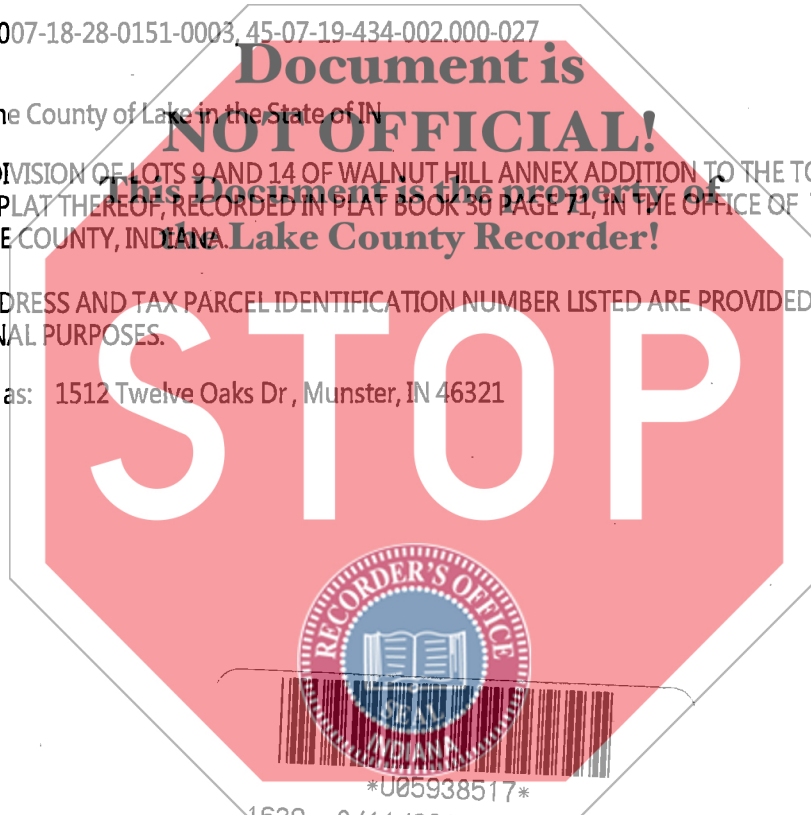 007-18-28-0151-0003, 45-07-19-434-002.000-027
Document is
NOT OFFICIAL!
This Document is the property of
the Lake County Recorder!
e County of Lake in the State of IN
IVISION OF LOTS 9 AND 14 OF WALNUT HILL ANNEX ADDITION TO THE TO
PLAT THEREOF, RECORDED IN PLAT BOOK 30 PAGE 71, IN THE OFFICE OF
E COUNTY, INDIANA.
DRESS AND TAX PARCEL IDENTIFICATION NUMBER LISTED ARE PROVIDED
NAL PURPOSES.
as: 1512 Twelve Oaks Dr , Munster, IN 46321
STOP
RECORDER'S OFFICE
SEAL
INDIANA
*U05938517*